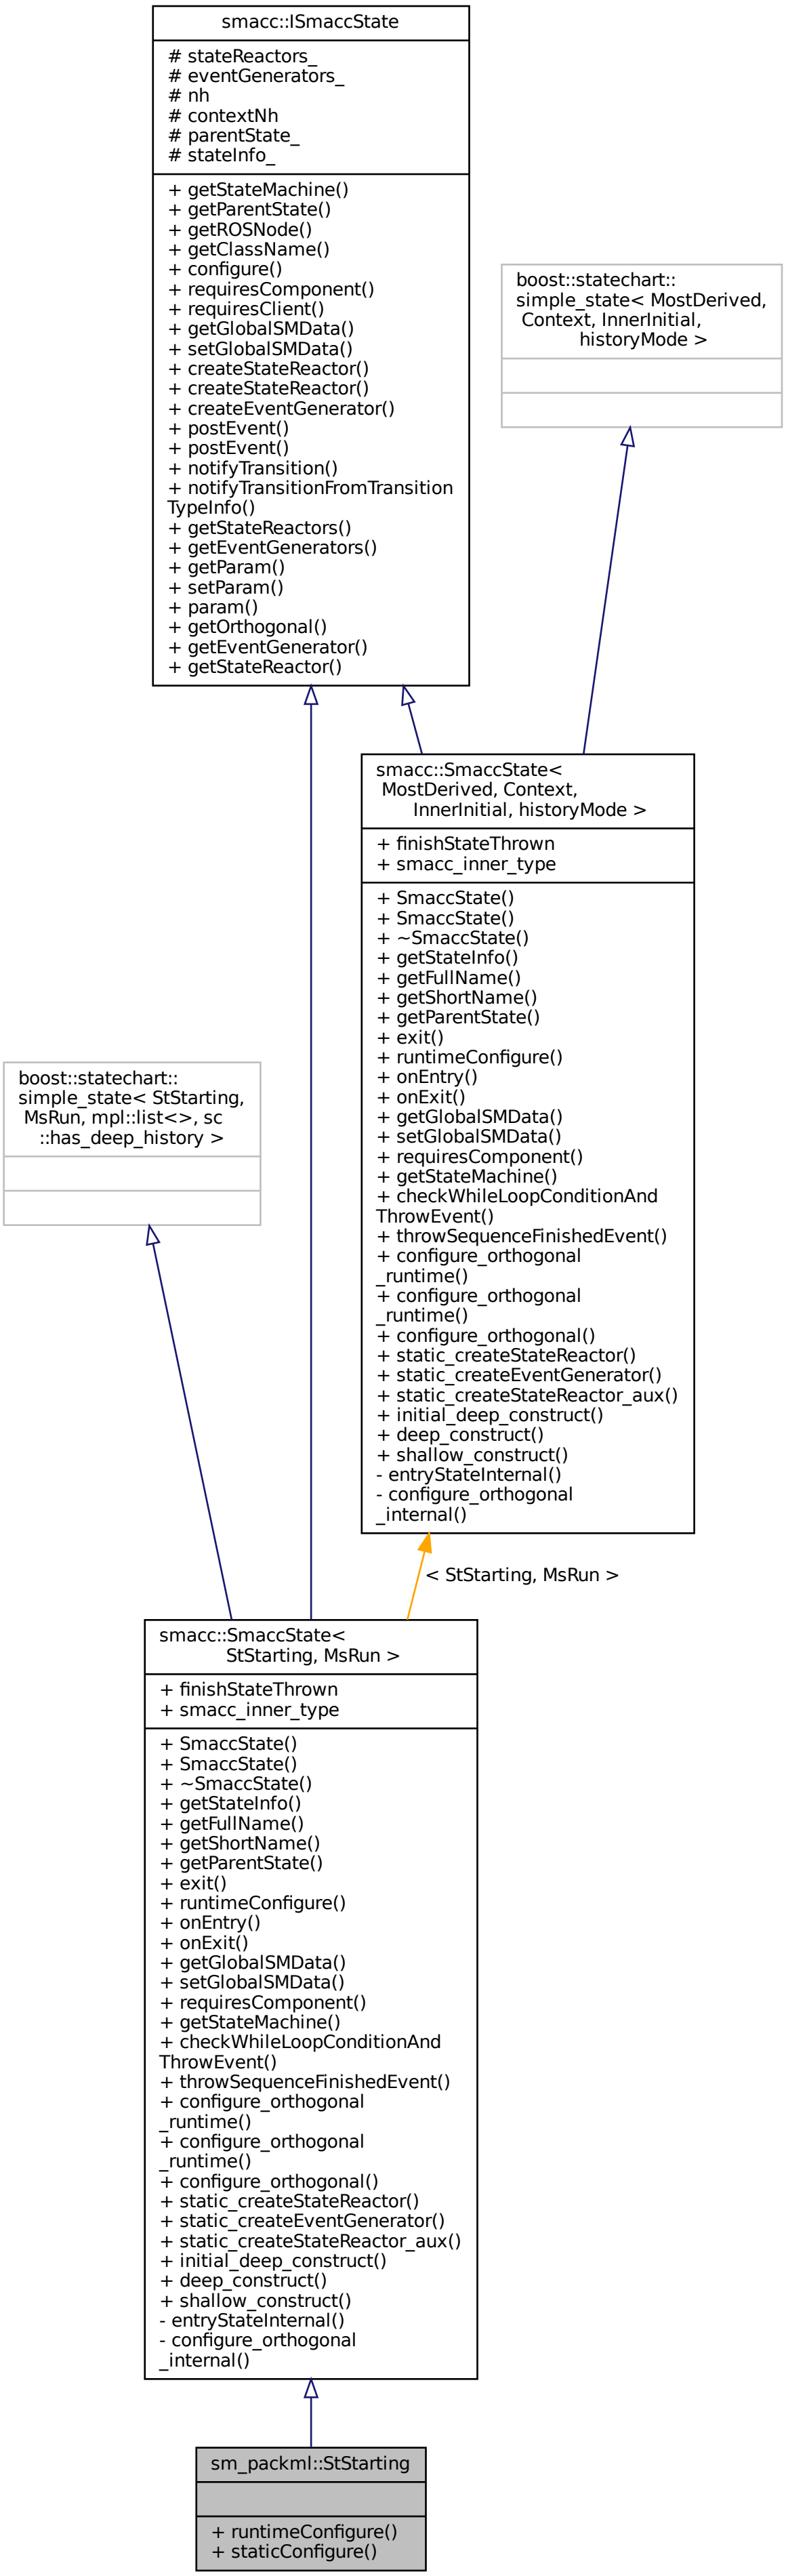 smacc::ISmaccState
# stateReactors_
# eventGenerators_
# nh
# contextNh
# parentState_
# stateInfo_
+ getStateMachine()
+ getParentState()
+ getROSNode()
+ getClassName()
+ configure()
+ requiresComponent()
+ requiresClient()
+ getGlobalSMData()
+ setGlobalSMData()
+ createStateReactor()
+ createStateReactor()
+ createEventGenerator()
+ postEvent()
+ postEvent()
+ notifyTransition()
+ notifyTransitionFromTransition
TypeInfo()
+ getStateReactors()
+ getEventGenerators()
+ getParam()
+ setParam()
+ param()
+ getOrthogonal()
+ getEventGenerator()
+ getStateReactor()
boost::statechart::
simple_state< MostDerived,
Context, InnerInitial,
historyMode >
smacc::SmaccState<
MostDerived, Context,
InnerInitial, historyMode >
+ finishStateThrown
+ smacc_inner_type
+ SmaccState()
+ SmaccState()
+ ~SmaccState()
+ getStateInfo()
+ getFullName()
+ getShortName()
+ getParentState()
+ exit()
+ runtimeConfigure()
+ onEntry()
+ onExit()
+ getGlobalSMData()
+ setGlobalSMData()
+ requiresComponent()
+ getStateMachine()
+ checkWhileLoopConditionAnd
ThrowEvent()
+ throwSequenceFinishedEvent()
+ configure_orthogonal
_runtime()
+ configure_orthogonal
_runtime()
+ configure_orthogonal()
+ static_createStateReactor()
+ static_createEventGenerator()
+ static_createStateReactor_aux()
+ initial_deep_construct()
+ deep_construct()
+ shallow_construct()
- entryStateInternal()
- configure_orthogonal
_internal()
boost::statechart::
simple_state< StStarting,
MsRun, mpl::list<>, sc
::has_deep_history >
< StStarting, MsRun >
smacc::SmaccState<
StStarting, MsRun >
+ finishStateThrown
+ smacc_inner_type
+ SmaccState()
+ SmaccState()
+ ~SmaccState()
+ getStateInfo()
+ getFullName()
+ getShortName()
+ getParentState()
+ exit()
+ runtimeConfigure()
+ onEntry()
+ onExit()
+ getGlobalSMData()
+ setGlobalSMData()
+ requiresComponent()
+ getStateMachine()
+ checkWhileLoopConditionAnd
ThrowEvent()
+ throwSequenceFinishedEvent()
+ configure_orthogonal
_runtime()
+ configure_orthogonal
_runtime()
+ configure_orthogonal()
+ static_createStateReactor()
+ static_createEventGenerator()
+ static_createStateReactor_aux()
+ initial_deep_construct()
+ deep_construct()
+ shallow_construct()
- entryStateInternal()
- configure_orthogonal
_internal()
sm_packml::StStarting
+ runtimeConfigure()
+ staticConfigure()